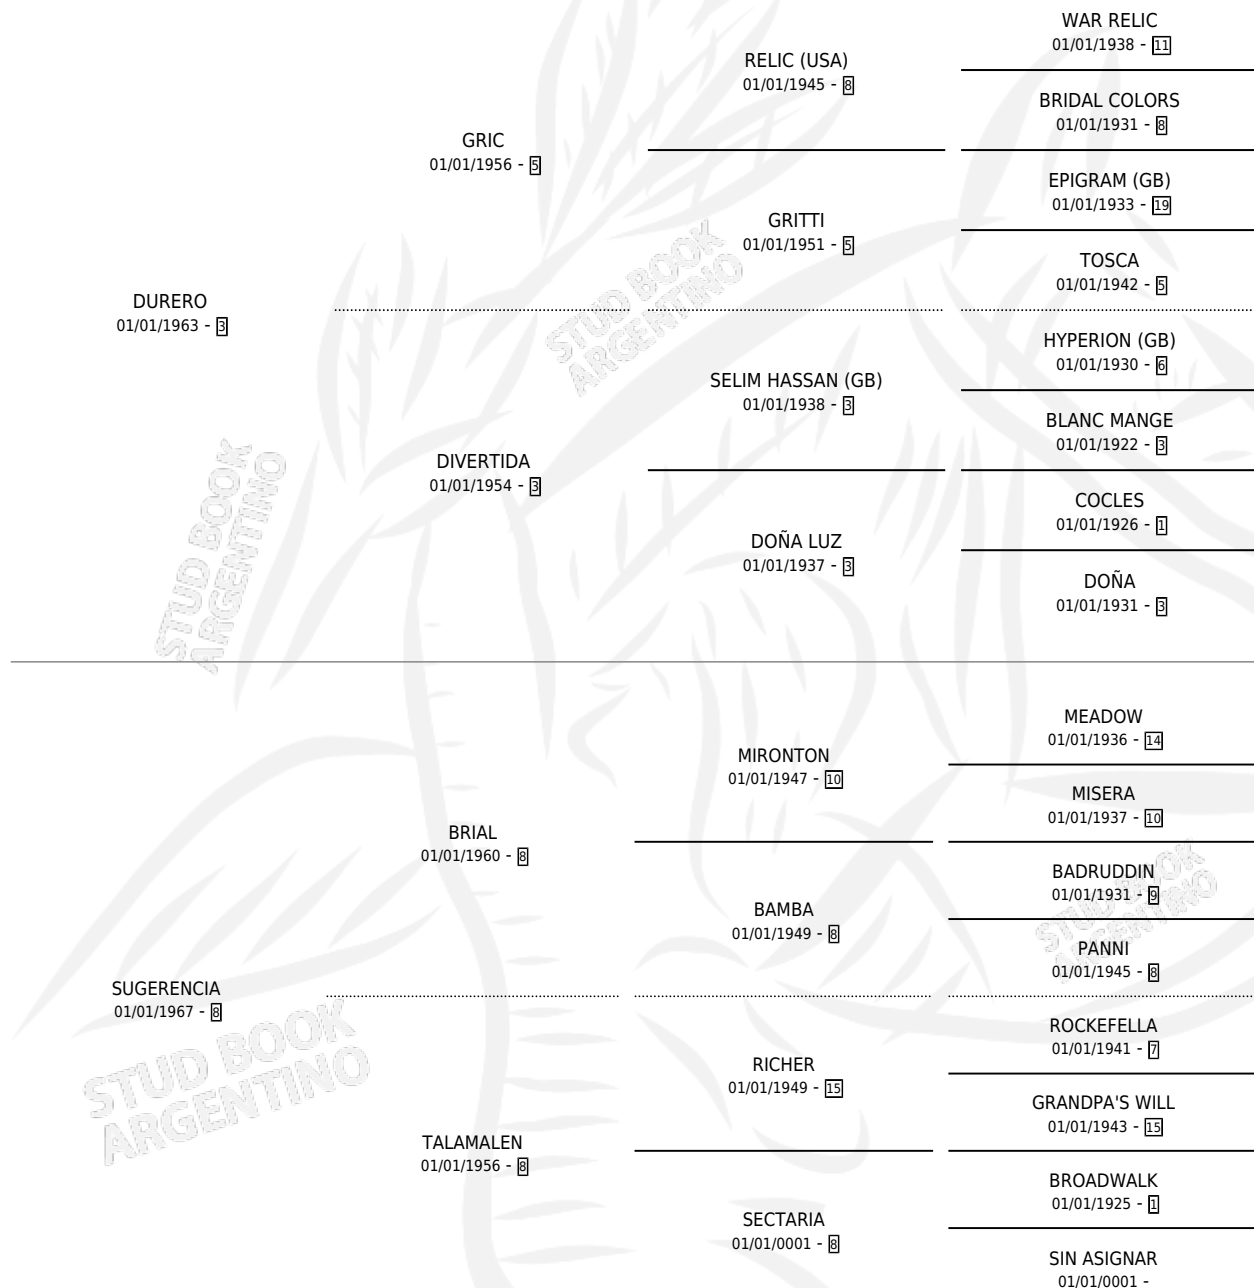 WAR RELIC
01/01/1938 - 11
RELIC (USA)
01/01/1945 - 8
BRIDAL COLORS
01/01/1931 - 8
GRIC
01/01/1956 - 5
EPIGRAM (GB)
01/01/1933 - 19
GRITTI
01/01/1951 - 5
TOSCA
01/01/1942 - 5
DURERO
01/01/1963 - 3
HYPERION (GB)
01/01/1930 - 6
SELIM HASSAN (GB)
01/01/1938 - 3
BLANC MANGE
01/01/1922 - 3
DIVERTIDA
01/01/1954 - 3
COCLES
01/01/1926 - 1
DOÑA LUZ
01/01/1937 - 3
DOÑA
01/01/1931 - 3
MEADOW
01/01/1936 - 14
MIRONTON
01/01/1947 - 10
MISERA
01/01/1937 - 10
BRIAL
01/01/1960 - 8
BADRUDDIN
01/01/1931 - 9
BAMBA
01/01/1949 - 8
PANNI
01/01/1945 - 8
SUGERENCIA
01/01/1967 - 8
ROCKEFELLA
01/01/1941 - 7
RICHER
01/01/1949 - 15
GRANDPA'S WILL
01/01/1943 - 15
TALAMALEN
01/01/1956 - 8
BROADWALK
01/01/1925 - 1
SECTARIA
01/01/0001 - 8
SIN ASIGNAR
01/01/0001 -
STUD BOOK
ARGENTINO
STUD BOOK
ARGENTINO
STUD BOOK
ARGENTINO
STUD BOOK
ARGENTINO